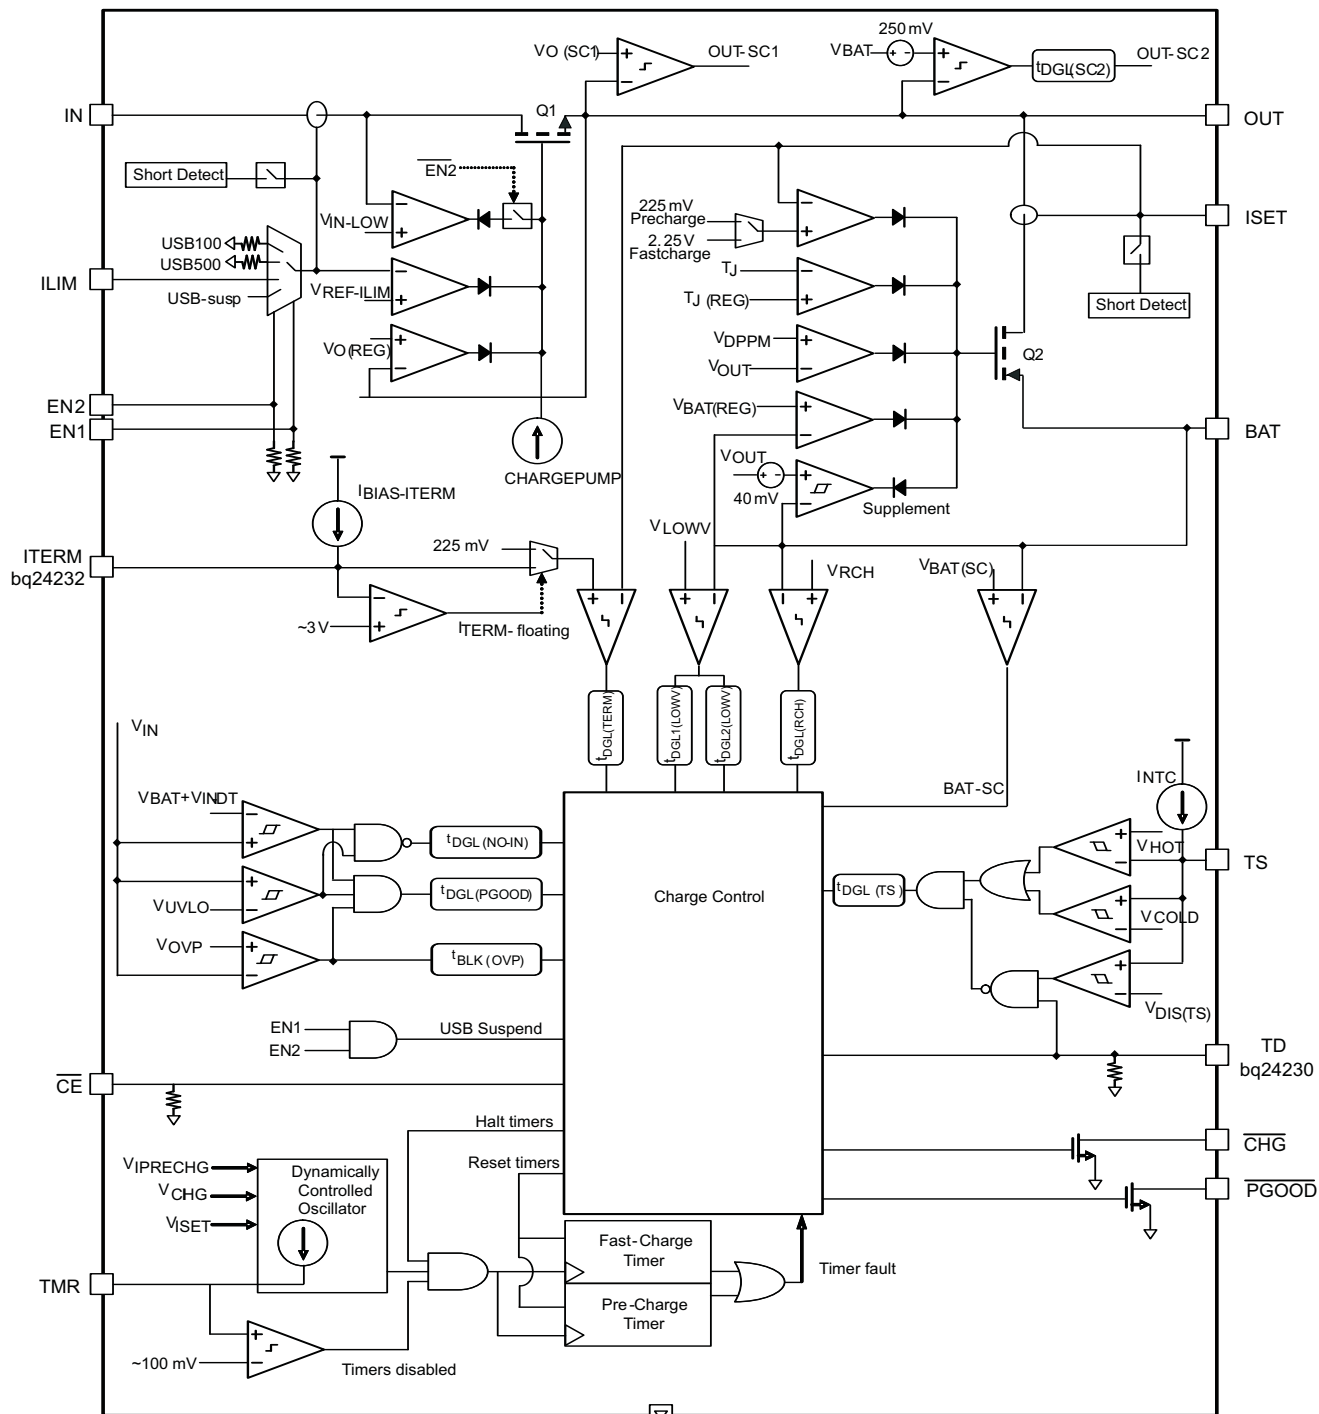 250 mV
VO (SC1)
+
−
OUT-SC1
VBAT
+ −
+
−
tDGL(SC2)
OUT-SC2
IN
Q1
OUT
Short Detect
EN2
VIN-LOW
−
+
225 mV
Precharge
2.25V
Fastcharge
−
+
ISET
USB100
USB500
ILIM
USB-susp
VREF-ILIM
−
+
TJ
TJ (REG)
−
+
Short Detect
VO(REG)
+
−
VDPPM
VOUT
+
−
Q2
EN2
EN1
VBAT(REG)
+
−
BAT
CHARGEPUMP
VOUT
+ −
40 mV
+
−
Supplement
IBIAS-ITERM
VLOWV
ITERM
bq24232
225 mV
VRCH
VBAT(SC)
~3 V
−
+
ITERM- floating
+ −
+ −
− +
+ −
tDGL(TERM)
tDGL1(LOWV)
tDGL2(LOWV)
tDGL(RCH)
VIN
BAT-SC
INTC
VBAT+VINDT
−
+
tDGL(NO-IN)
+
−
VHOT
TS
VUVLO
+
−
tDGL(PGOOD)
Charge Control
tDGL (TS)
+
−
VCOLD
VOVP
+
−
tBLK(OVP)
+
−
VDIS(TS)
EN1
EN2
USB Suspend
TD
bq24230
CE
Halt timers
Reset timers
CHG
VIPRECHG
VCHG
VISET
Dynamically
Controlled
Oscillator
PGOOD
Fast-Charge
Timer
Timer fault
TMR
Pre-Charge
Timer
~100 mV
+
−
Timers disabled